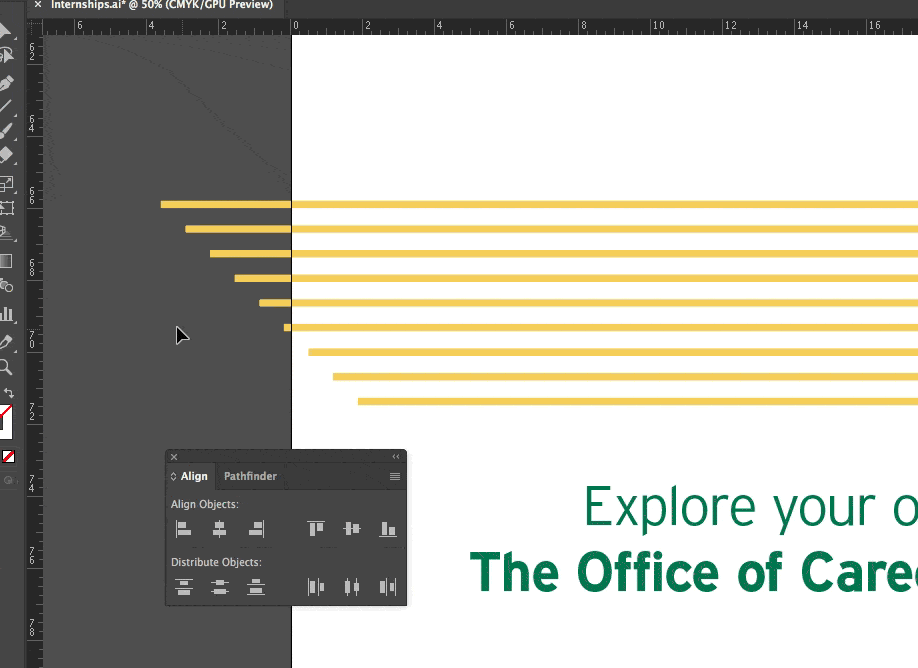 × Internships.ai* @ 50% (CMYK/GPU Preview)
6 4 2 0 2 4 6 8 10 12 14 16
62
64
66
68
70
72
74
76
78
Align Pathfinder
Align Objects:
Distribute Objects:
Explore your o
The Office of Caree